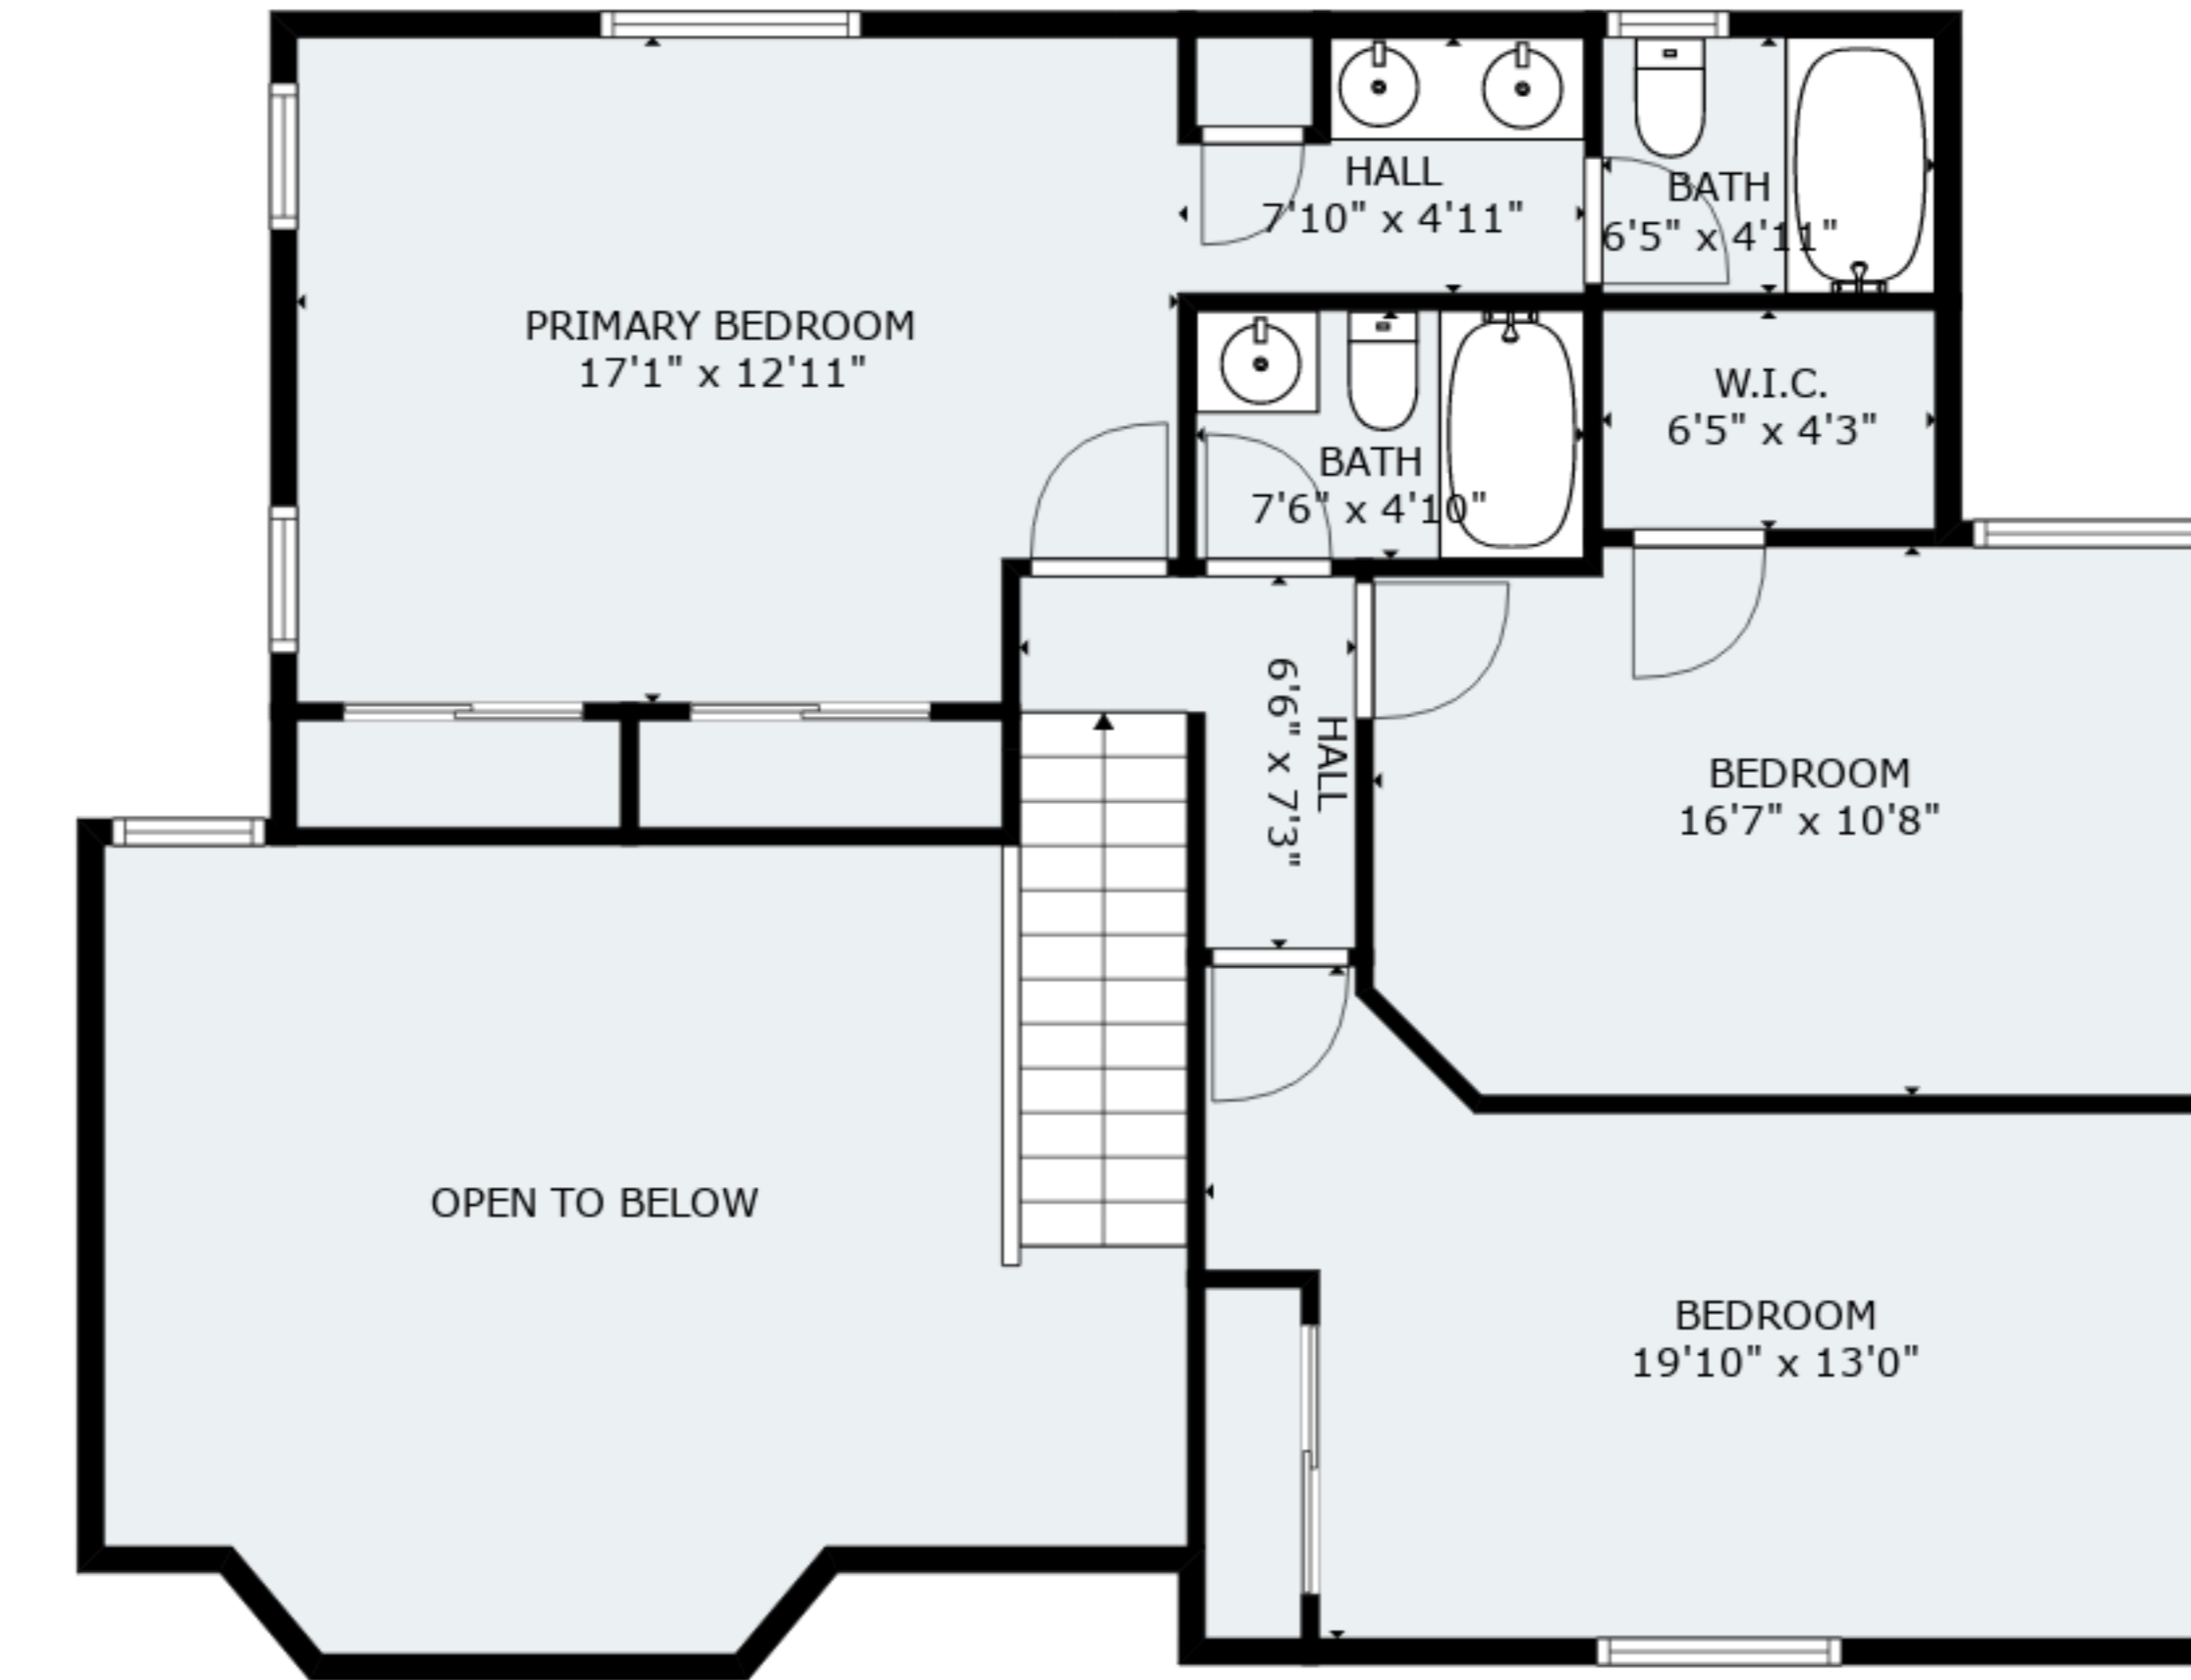 HALL
7'10" x 4'11"
BATH
6'5" x 4'11"
PRIMARY BEDROOM
17'1" x 12'11"
W.I.C.
6'5" x 4'3"
BATH
7'6" x 4'10"
HALL
6'6" x 7'3"
BEDROOM
16'7" x 10'8"
OPEN TO BELOW
BEDROOM
19'10" x 13'0"